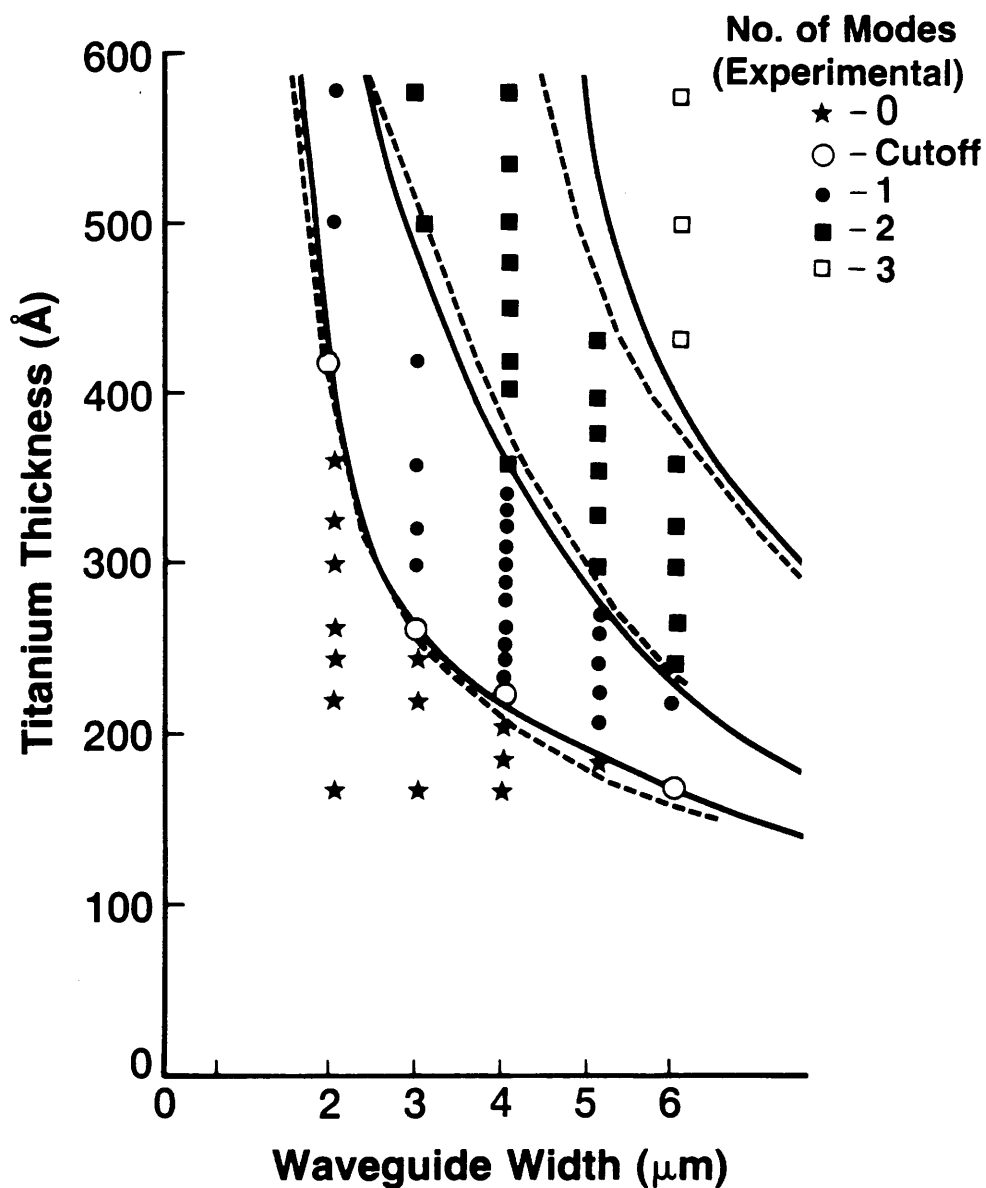 No. of Modes
(Experimental)
★ – 0
○ – Cutoff
● – 1
■ – 2
□ – 3
600
500
400
300
200
100
0
Titanium Thickness (Å)
0 2 3 4 5 6
Waveguide Width (μm)